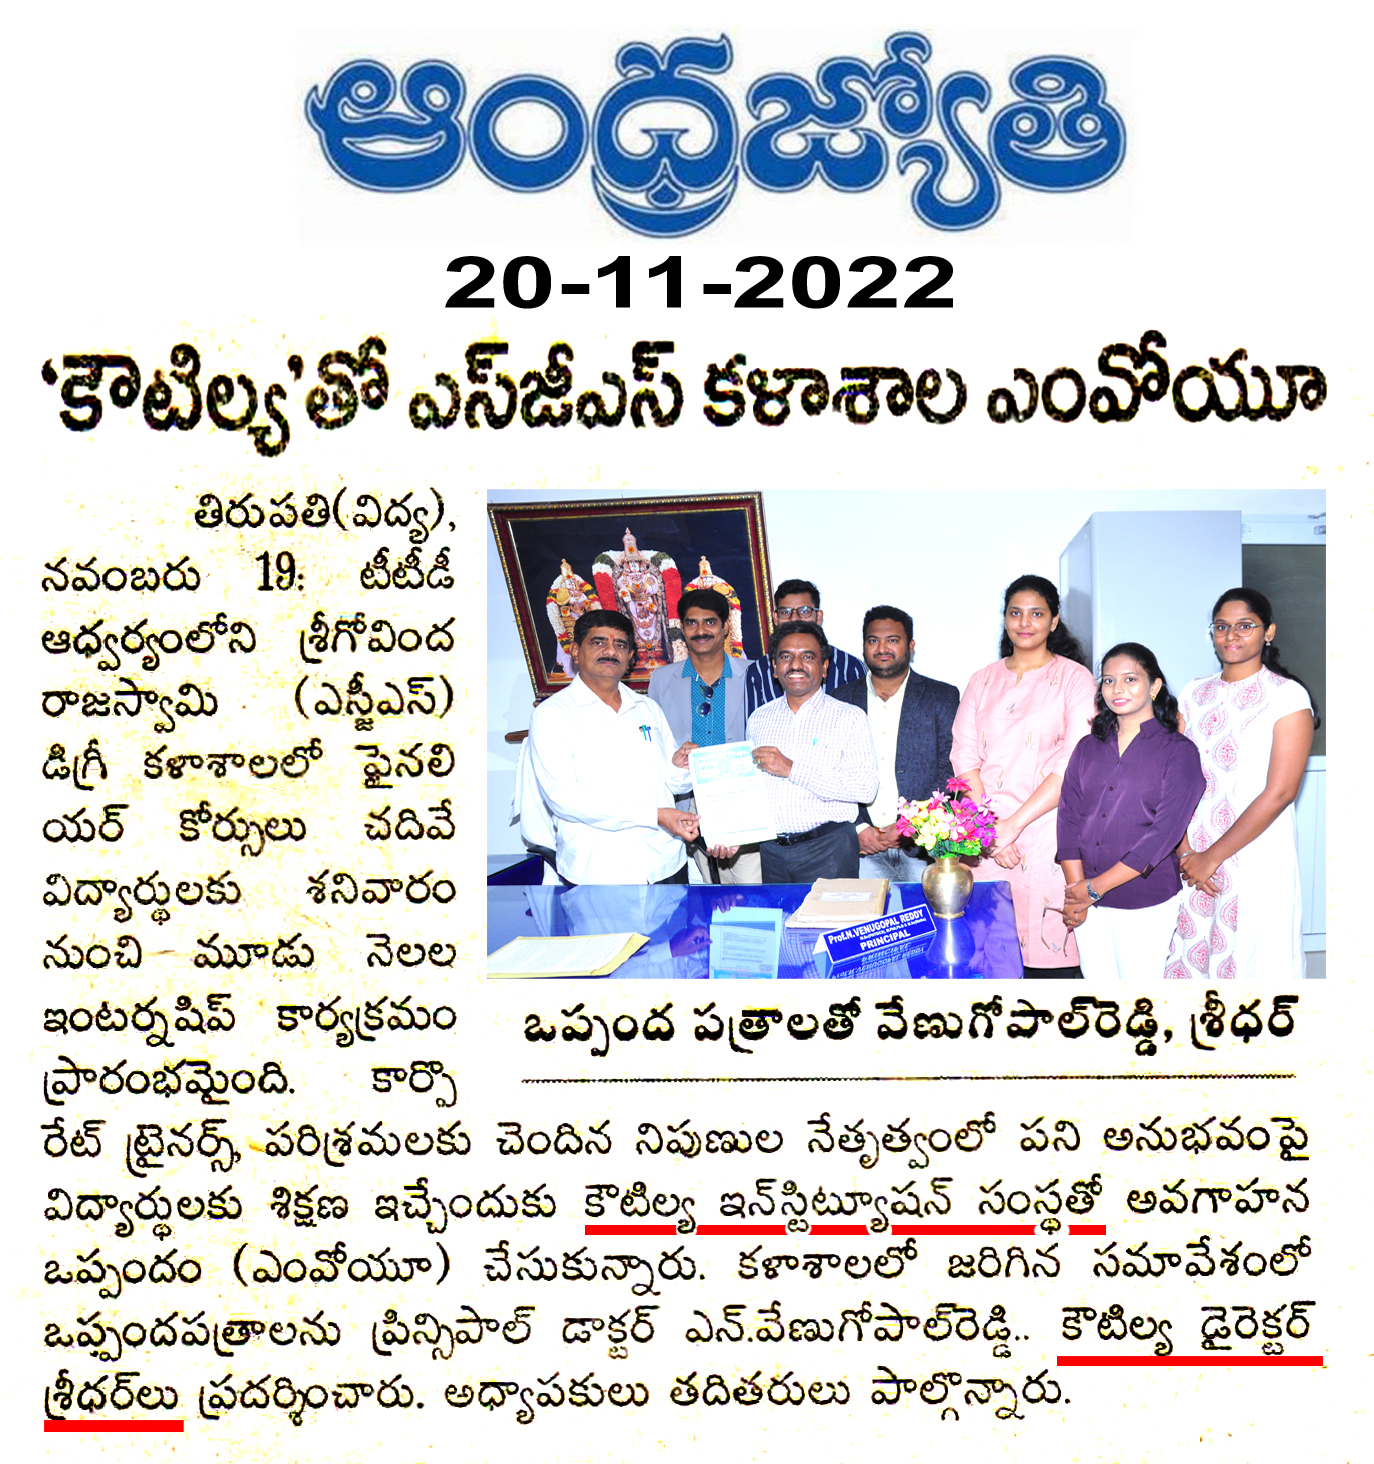 ఆంధ్రజ్యోతి
20-11-2022
‘కౌటిల్య’తో ఎస్‌జీఎస్ కళాశాల ఎంవోయూ
తిరుపతి(విద్య),
నవంబరు 19: టీటీడీ
ఆధ్వర్యంలోని శ్రీగోవింద
రాజస్వామి (ఎస్జీఎస్)
డిగ్రీ కళాశాలలో ఫైనలి
యర్ కోర్సులు చదివే
విద్యార్థులకు శనివారం
నుంచి మూడు నెలల
ఇంటర్నషిప్ కార్యక్రమం
ప్రారంభమైంది. కార్పొ
రేట్ ట్రైనర్స్, పరిశ్రమలకు చెందిన నిపుణుల నేతృత్వంలో పని అనుభవంపై
విద్యార్థులకు శిక్షణ ఇచ్చేందుకు కౌటిల్య ఇన్‌స్టిట్యూషన్ సంస్థతో అవగాహన
ఒప్పందం (ఎంవోయూ) చేసుకున్నారు. కళాశాలలో జరిగిన సమావేశంలో
ఒప్పందపత్రాలను ప్రిన్సిపాల్ డాక్టర్ ఎన్.వేణుగోపాల్‌రెడ్డి.. కౌటిల్య డైరెక్టర్
శ్రీధర్‌లు ప్రదర్శించారు. అధ్యాపకులు తదితరులు పాల్గొన్నారు.
Prof.N.VENUGOPAL REDDY
PRINCIPAL
ఒప్పంద పత్రాలతో వేణుగోపాల్‌రెడ్డి, శ్రీధర్